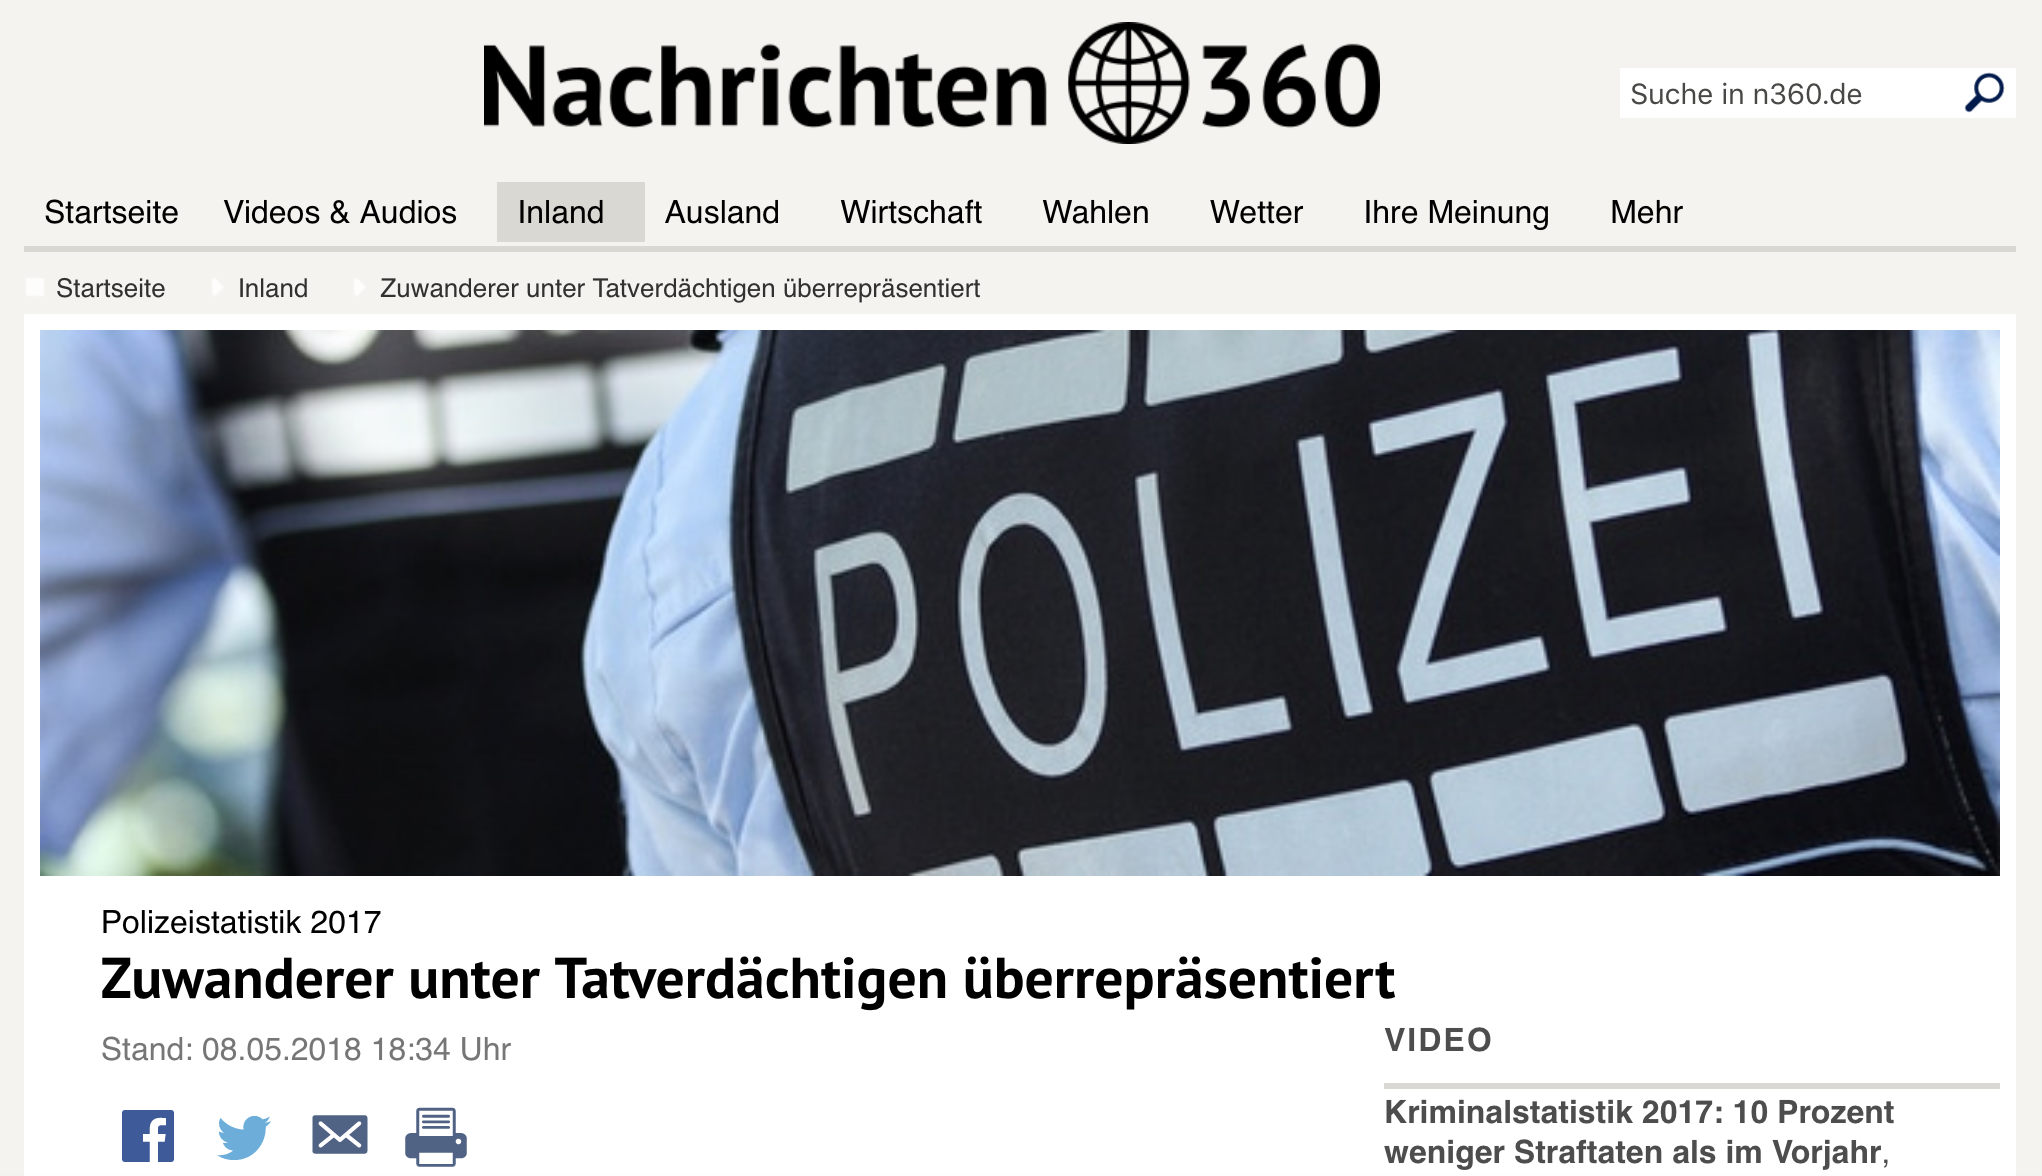 Nachrichten 360
Suche in n360.de
Startseite Videos & Audios Inland Ausland Wirtschaft Wahlen Wetter Ihre Meinung Mehr
Startseite Inland Zuwanderer unter Tatverdächtigen überrepräsentiert
POLIZEI
Polizeistatistik 2017
Zuwanderer unter Tatverdächtigen überrepräsentiert
Stand: 08.05.2018 18:34 Uhr
VIDEO
Kriminalstatistik 2017: 10 Prozent
weniger Straftaten als im Vorjahr,